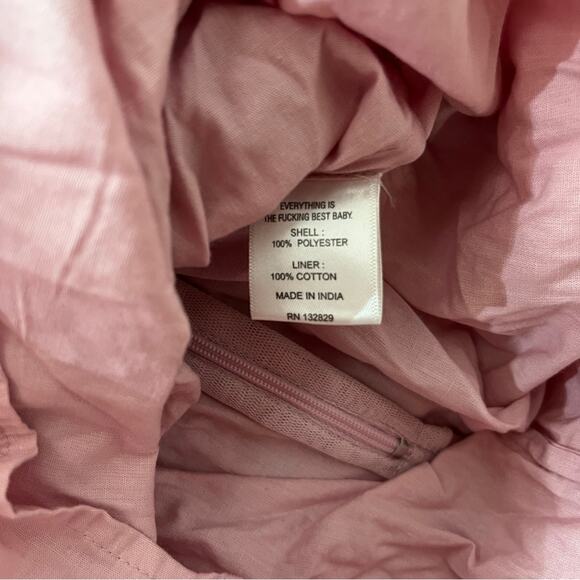 EVERYTHING IS
THE FUCKING BEST BABY.
SHELL :
100% POLYESTER
LINER :
100% COTTON
MADE IN INDIA
RN 132829